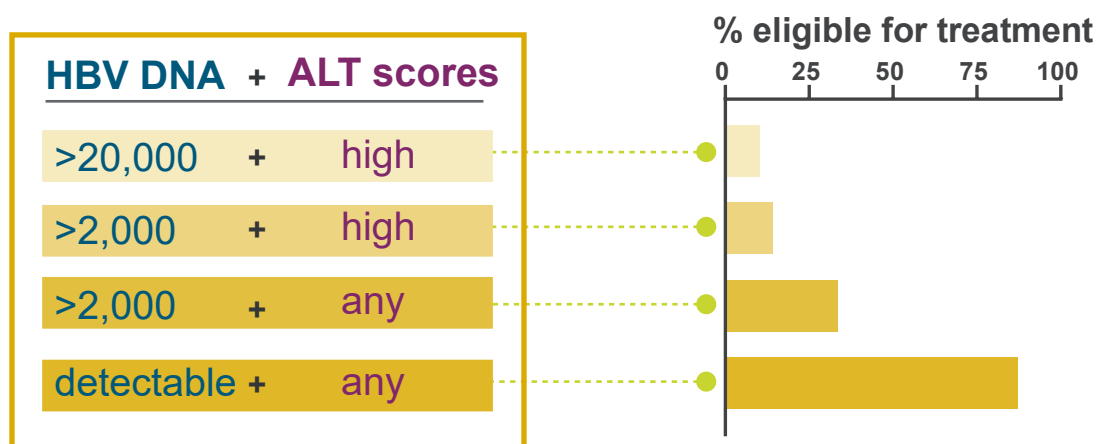 % eligible for treatment
0 25 50 75 100
HBV DNA + ALT scores
>20,000 + high
>2,000 + high
>2,000 + any
detectable + any